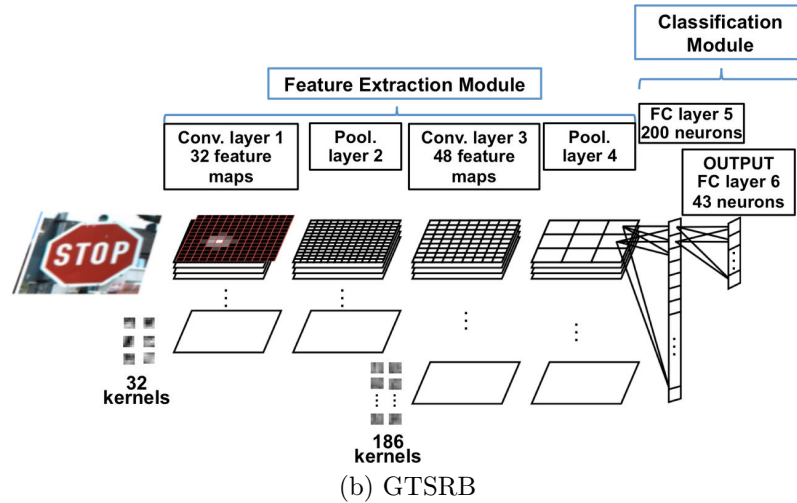 Classification
Module
Feature Extraction Module
FC layer 5
200 neurons
Conv. layer 1
32 feature
maps
Pool.
layer 2
Conv. layer 3
48 feature
maps
Pool.
layer 4
OUTPUT
FC layer 6
43 neurons
STOP
32
kernels
186
kernels
(b) GTSRB